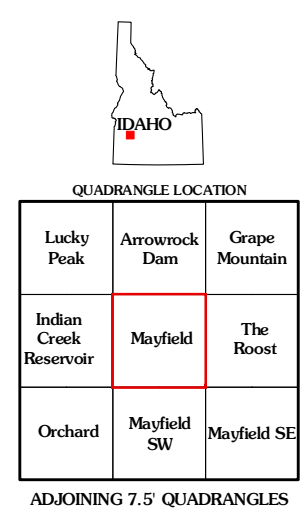 IDAHO
QUADRANGLE LOCATION
Lucky
Peak
Arrowrock
Dam
Grape
Mountain
Indian
Creek
Reservoir
Mayfield
The
Roost
Orchard
Mayfield
SW
Mayfield SE
ADJOINING 7.5' QUADRANGLES